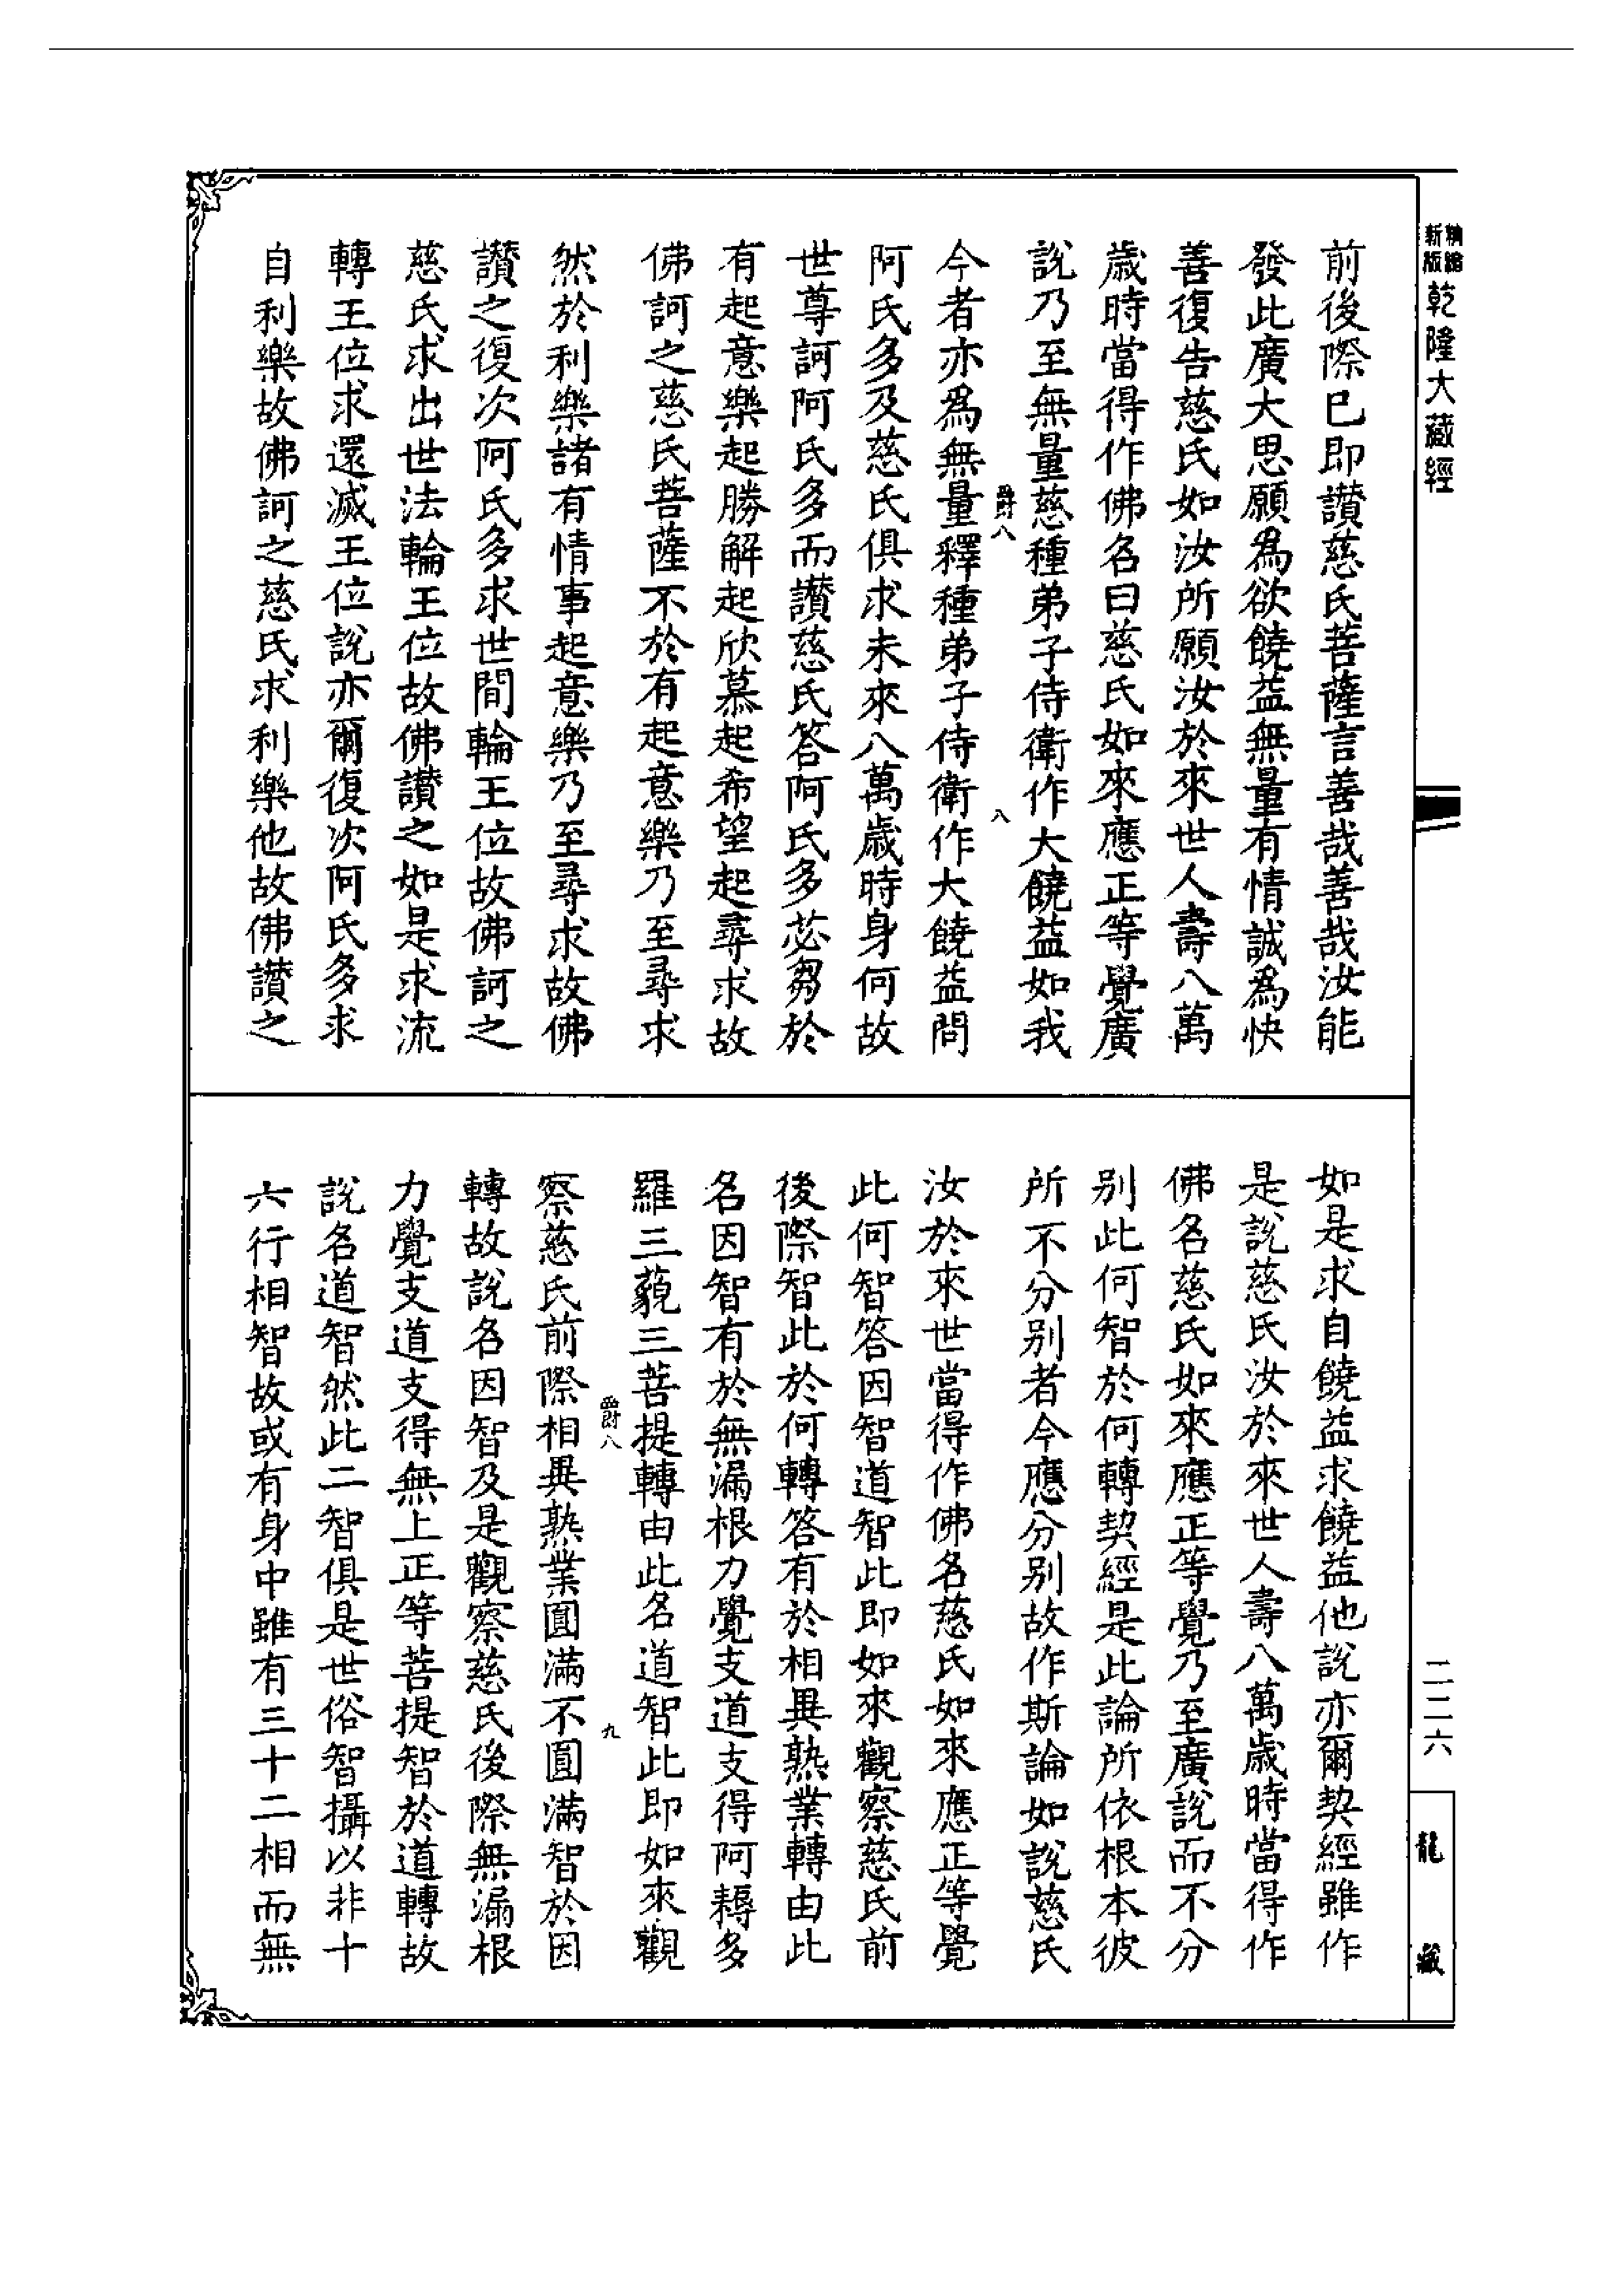 精縮新版乾隆大藏經
前後際已即讚慈氏菩薩言善哉善哉汝能
發此廣大思願為欲饒益無量有情誠為快
善復告慈氏如汝所願汝於來世人壽八萬
歲時當得作佛名曰慈氏如來應正等覺廣
說乃至無量慈種弟子侍衛作大饒益如我
爵八
八
今者亦為無量釋種弟子侍衛作大饒益問
阿氏多及慈氏俱求未來八萬歲時身何故
世尊訶阿氏多而讚慈氏答阿氏多苾芻於
有起意樂起勝解起欣慕起希望起尋求故
佛訶之慈氏菩薩不於有起意樂乃至尋求
然於利樂諸有情事起意樂乃至尋求故佛
讚之復次阿氏多求世間輪王位故佛訶之
慈氏求出世法輪王位故佛讚之如是求流
轉王位求還滅王位說亦爾復次阿氏多求
自利樂故佛訶之慈氏求利樂他故佛讚之
如是求自饒益求饒益他說亦爾契經雖作
是說慈氏汝於來世人壽八萬歲時當得作
佛名慈氏如來應正等覺乃至廣說而不分
別此何智於何轉契經是此論所依根本彼
所不分別者今應分別故作斯論如說慈氏
汝於來世當得作佛名慈氏如來應正等覺
此何智答因智道智此即如來觀察慈氏前
後際智此於何轉答有於相異熟業轉由此
名因智有於無漏根力覺支道支得阿耨多
羅三藐三菩提轉由此名道智此即如來觀
爵八
九
察慈氏前際相異熟業圓滿不圓滿智於因
轉故說名因智及是觀察慈氏後際無漏根
力覺支道支得無上正等菩提智於道轉故
說名道智然此二智俱是世俗智攝以非十
六行相智故或有身中雖有三十二相而無
二二六
龍藏